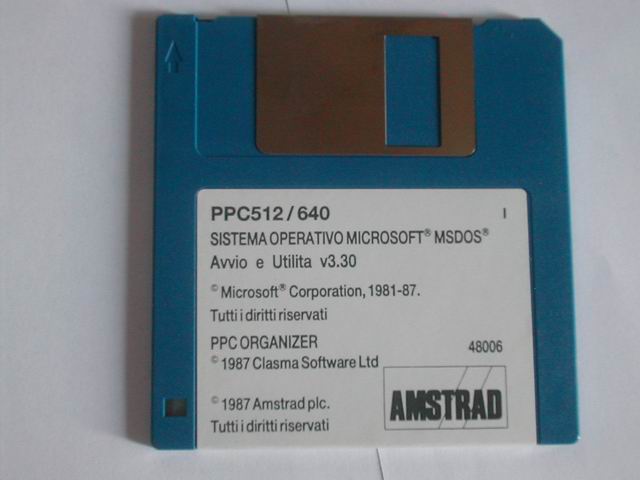 PPC512/640 I
SISTEMA OPERATIVO MICROSOFT® MSDOS®
Avvio e Utilita v3.30
© Microsoft® Corporation, 1981-87.
Tutti i diritti riservati
PPC ORGANIZER
48006
© 1987 Clasma Software Ltd
AMSTRAD
© 1987 Amstrad plc.
Tutti i diritti riservati